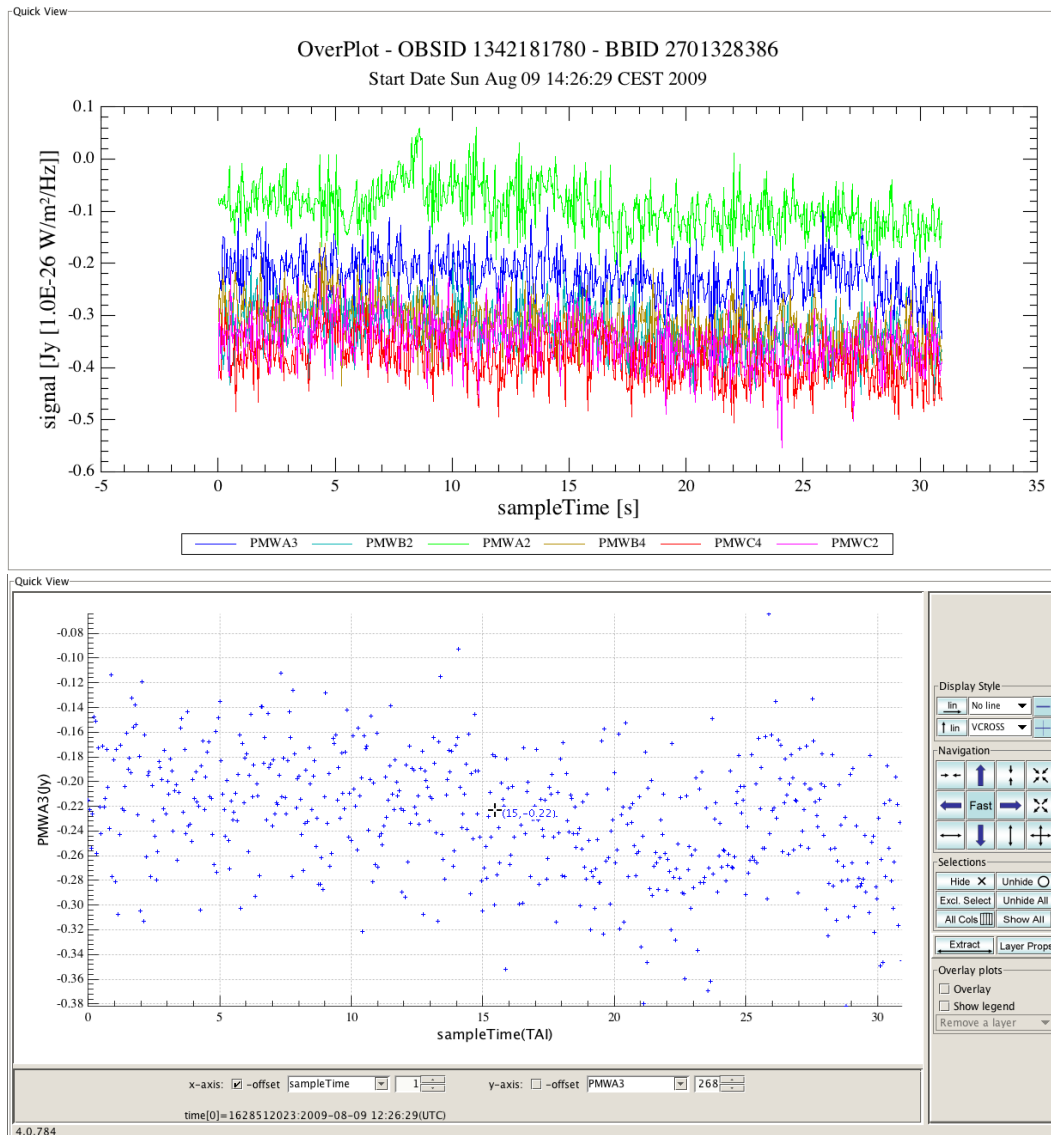 Quick View
OverPlot - OBSID 1342181780 - BBID 2701328386
Start Date Sun Aug 09 14:26:29 CEST 2009
signal [Jy [1.0E-26 W/m²/Hz]]
0.1
0.0
-0.1
-0.2
-0.3
-0.4
-0.5
-0.6
-5 0 5 10 15 20 25 30 35
sampleTime [s]
PMWA3 PMWB2 PMWA2 PMWB4 PMWC4 PMWC2
Quick View
PMWA3(Jy)
-0.08
-0.10
-0.12
-0.14
-0.16
-0.18
-0.20
-0.22
-0.24
-0.26
-0.28
-0.30
-0.32
-0.34
-0.36
-0.38
(15,-0.22)
0 5 10 15 20 25 30
sampleTime(TAI)
x-axis: -offset sampleTime 1 y-axis: -offset PMWA3 268
time[0]=1628512023:2009-08-09 12:26:29(UTC)
4.0.784
Display Style
lin No line
lin VCROSS
Navigation
Fast
Selections
Hide Unhide
Excl. Select Unhide All
All Cols Show All
Extract Layer Props
Overlay plots
Overlay
Show legend
Remove a layer